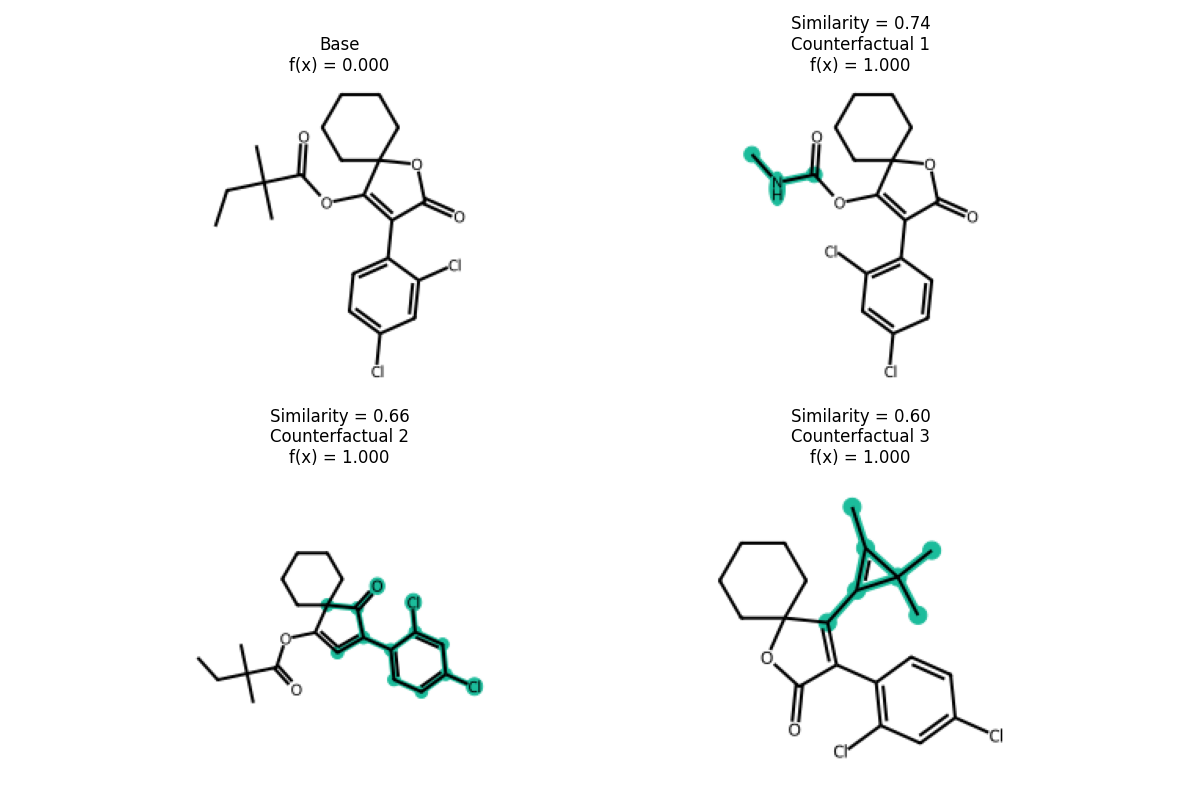 Base
f(x) = 0.000
O
O
O
O
Cl
Cl
Similarity = 0.74
Counterfactual 1
f(x) = 1.000
O
O
N
H
O
O
Cl
Cl
Similarity = 0.66
Counterfactual 2
f(x) = 1.000
O
Cl
O
Cl
O
Similarity = 0.60
Counterfactual 3
f(x) = 1.000
O
O
Cl
Cl